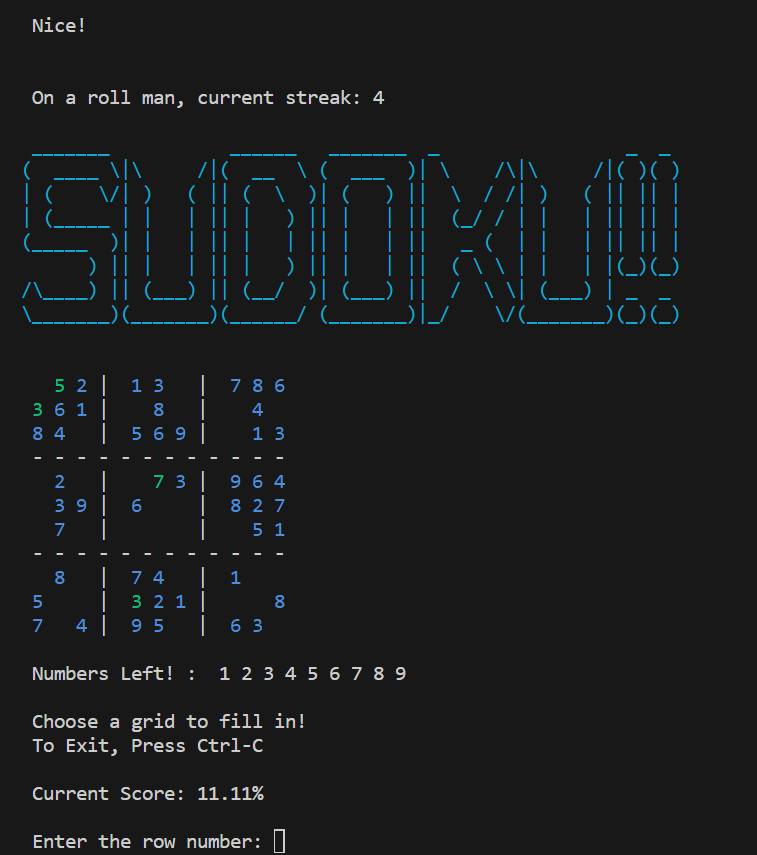 Nice!
On a roll man, current streak: 4
SUDOKU!!
  5 2 |  1 3   |  7 8 6
3 6 1 |    8   |    4
8 4   |  5 6 9 |    1 3
- - - - - - - - - - - -
  2   |    7 3 |  9 6 4
  3 9 |  6     |  8 2 7
  7   |        |    5 1
- - - - - - - - - - - -
  8   |  7 4   |  1
5     |  3 2 1 |      8
7   4 |  9 5   |  6 3
Numbers Left! :  1 2 3 4 5 6 7 8 9
Choose a grid to fill in!
To Exit, Press Ctrl-C
Current Score: 11.11%
Enter the row number: